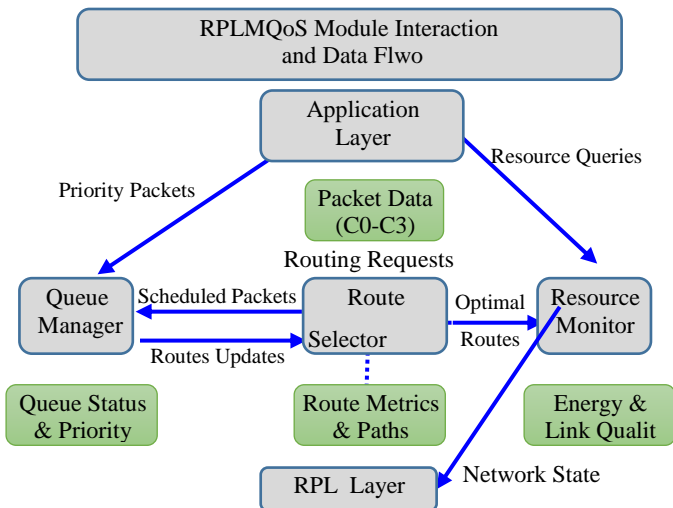 RPLMQoS Module Interaction
and Data Flwo
Application
Layer
Resource Queries
Priority Packets
Packet Data
(C0-C3)
Routing Requests
Queue
Manager
Scheduled Packets
Routes Updates
Route
Selector
Optimal
Routes
Resource
Monitor
Queue Status
& Priority
Route Metrics
& Paths
Energy &
Link Qualit
Network State
RPL Layer